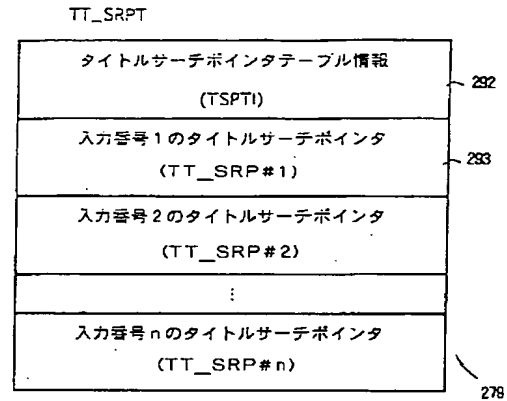 TT_SRPT
タイトルサーチポインタテーブル情報
(TSPTI)
292
入力番号1のタイトルサーチポインタ
(TT_SRP#1)
293
入力番号2のタイトルサーチポインタ
(TT_SRP#2)
⋮
入力番号nのタイトルサーチポインタ
(TT_SRP#n)
279